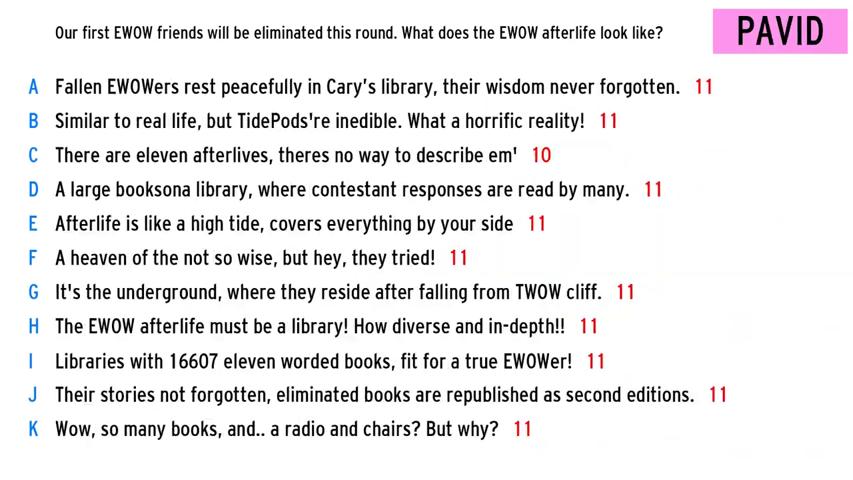 Our first EWOW friends will be eliminated this round. What does the EWOW afterlife look like?
PAVID
A Fallen EWOWers rest peacefully in Cary's library, their wisdom never forgotten. 11
B Similar to real life, but TidePods're inedible. What a horrific reality! 11
C There are eleven afterlives, theres no way to describe em' 10
D A large booksona library, where contestant responses are read by many. 11
E Afterlife is like a high tide, covers everything by your side 11
F A heaven of the not so wise, but hey, they tried! 11
G It's the underground, where they reside after falling from TWOW cliff. 11
H The EWOW afterlife must be a library! How diverse and in-depth!! 11
I Libraries with 16607 eleven worded books, fit for a true EWOWer! 11
J Their stories not forgotten, eliminated books are republished as second editions. 11
K Wow, so many books, and.. a radio and chairs? But why? 11